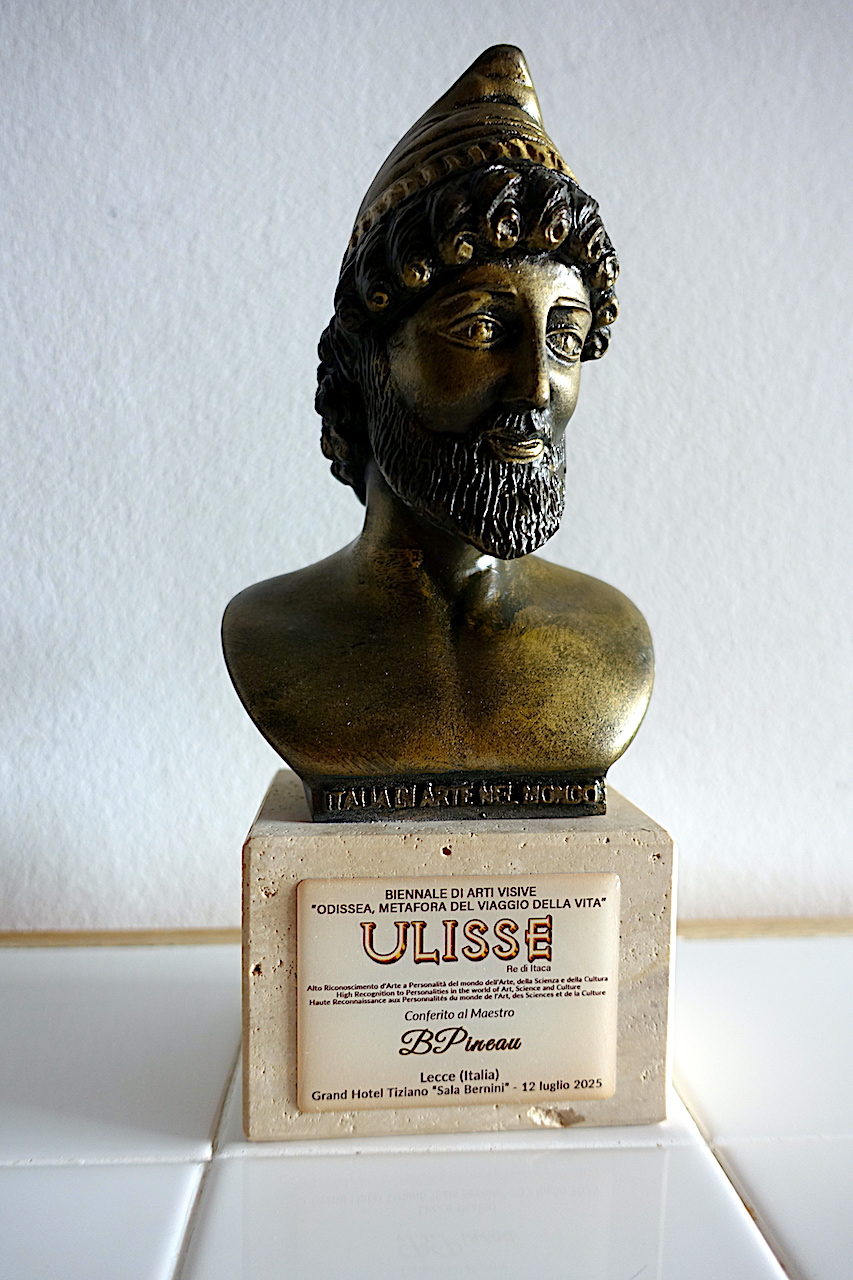 ITALIA IN ARTE NEL MONDO
BIENNALE DI ARTI VISIVE
"ODISSEA, METAFORA DEL VIAGGIO DELLA VITA"
ULISSE
Re di Itaca
Alto Riconoscimento d'Arte a Personalità del mondo dell'Arte, della Scienza e della Cultura
High Recognition to Personalities in the world of Art, Science and Culture
Haute Reconnaissance aux Personnalités du monde de l'Art, des Sciences et de la Culture
Conferito al Maestro
BPineau
Lecce (Italia)
Grand Hotel Tiziano "Sala Bernini" - 12 luglio 2025